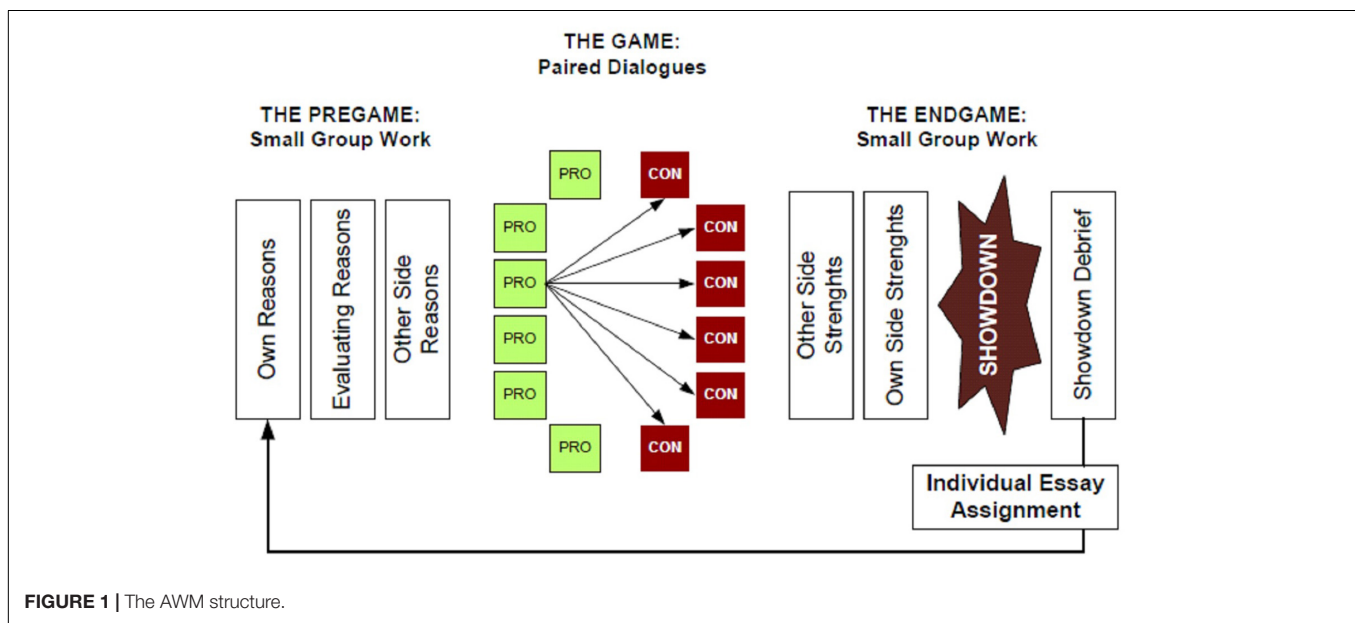 THE GAME:
Paired Dialogues
THE PREGAME:
Small Group Work
Own Reasons
Evaluating Reasons
Other Side
Reasons
PRO
PRO
PRO
PRO
PRO
PRO
CON
CON
CON
CON
CON
CON
THE ENDGAME:
Small Group Work
Other Side
Strenghts
Own Side Strenghts
SHOWDOWN
Showdown Debrief
Individual Essay
Assignment
FIGURE 1 | The AWM structure.